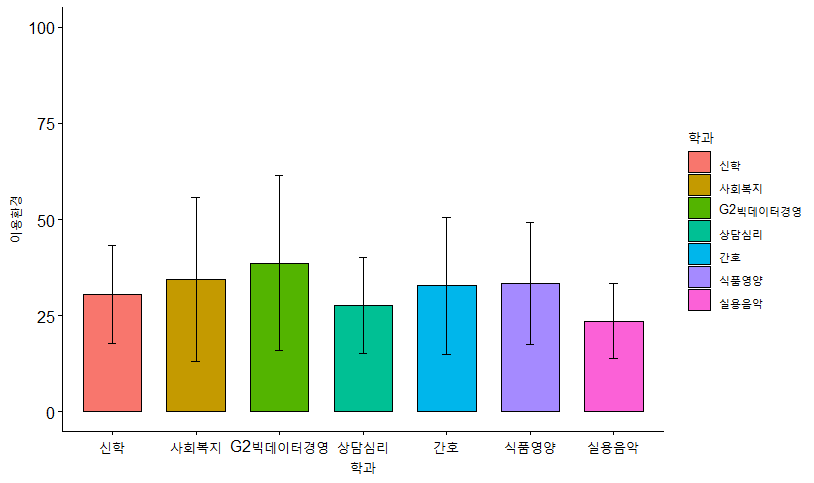 100
75
50
25
0
이용환경
신학 사회복지 G2빅데이터경영 상담심리 간호 식품영양 실용음악
학과
학과
신학
사회복지
G2빅데이터경영
상담심리
간호
식품영양
실용음악